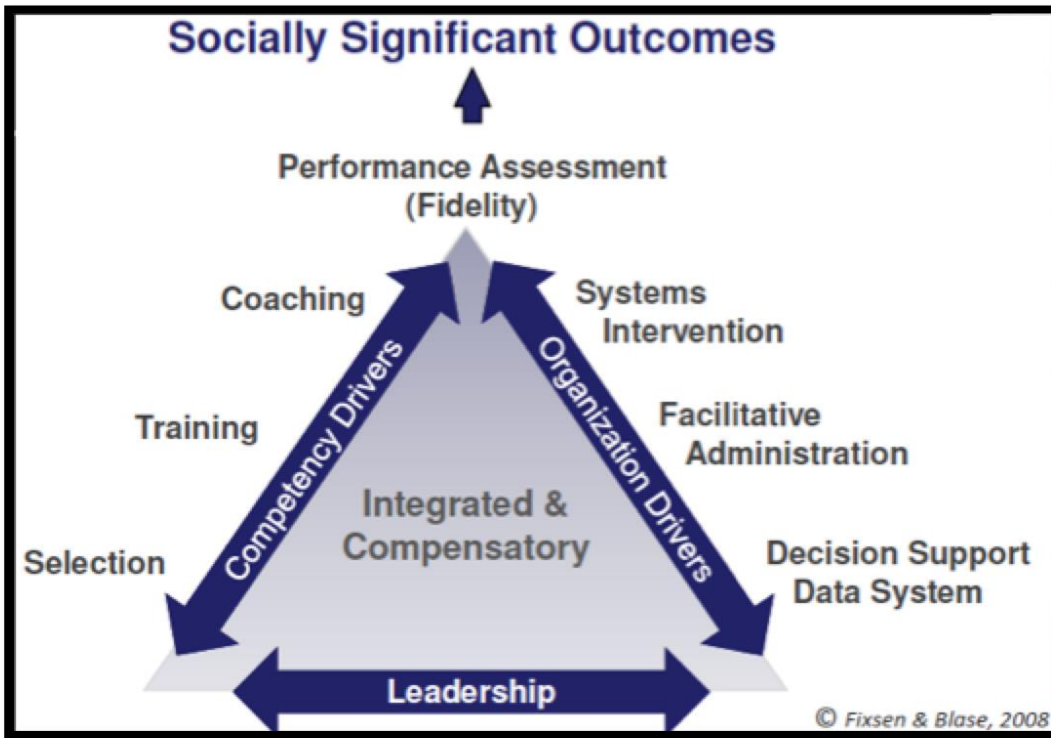 Socially Significant Outcomes
Performance Assessment
(Fidelity)
Coaching
Systems
Intervention
Competency Drivers
Organization Drivers
Training
Facilitative
Administration
Integrated &
Compensatory
Selection
Decision Support
Data System
Leadership
© Fixsen & Blase, 2008